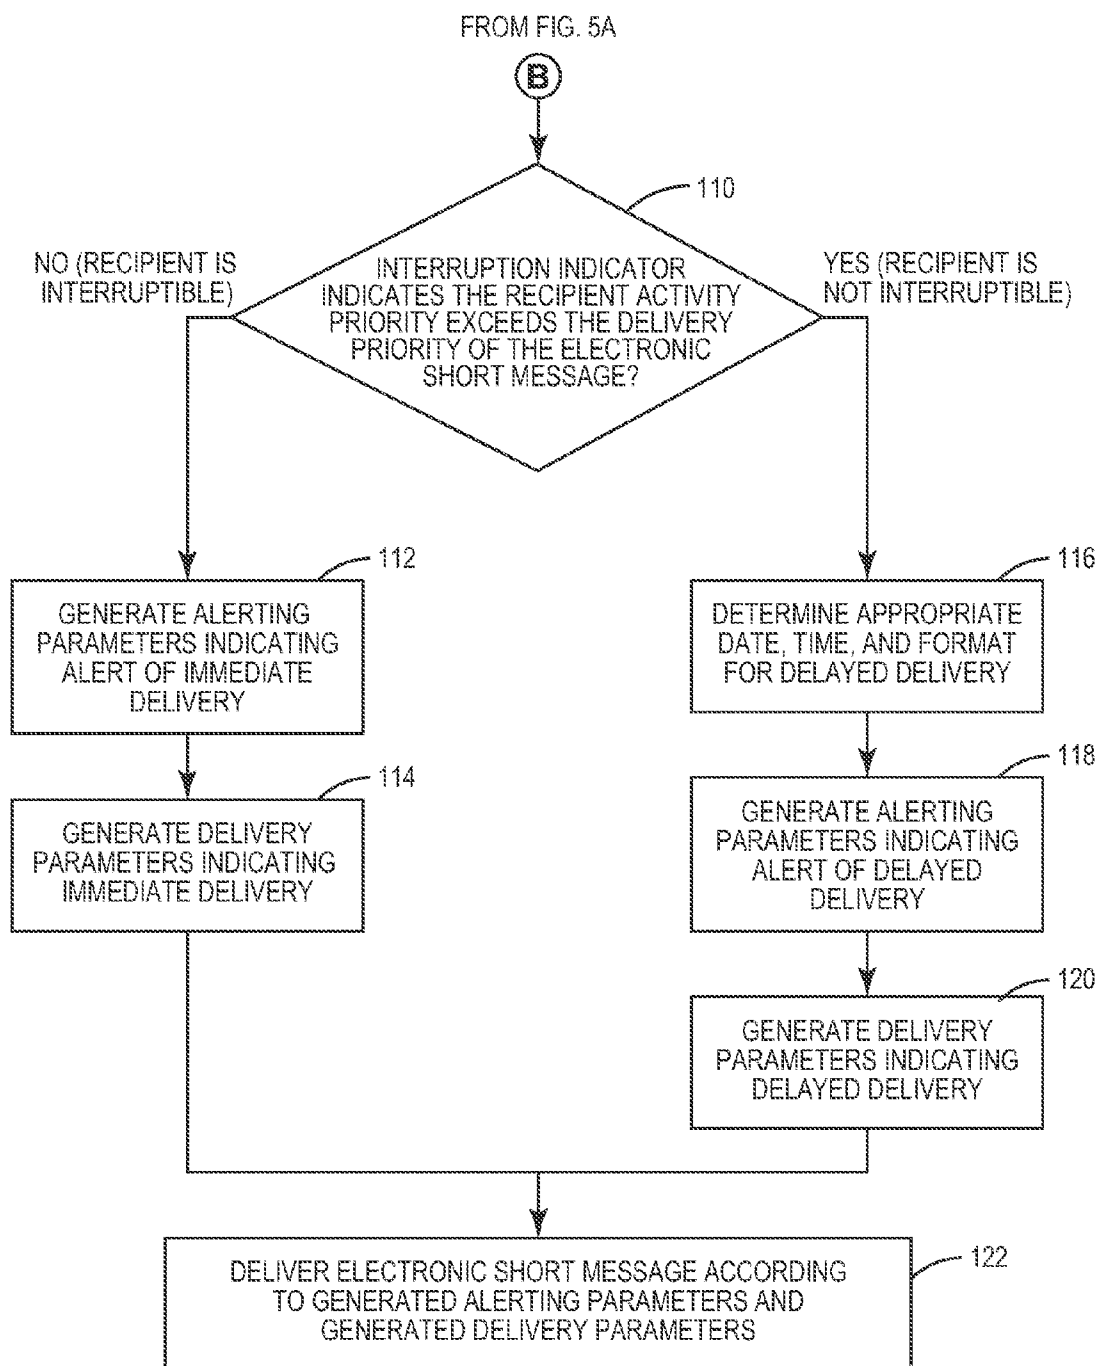 FROM FIG. 5A
B
110
NO (RECIPIENT IS
INTERRUPTIBLE)
INTERRUPTION INDICATOR
INDICATES THE RECIPIENT ACTIVITY
PRIORITY EXCEEDS THE DELIVERY
PRIORITY OF THE ELECTRONIC
SHORT MESSAGE?
YES (RECIPIENT IS
NOT INTERRUPTIBLE)
112
GENERATE ALERTING
PARAMETERS INDICATING
ALERT OF IMMEDIATE
DELIVERY
114
GENERATE DELIVERY
PARAMETERS INDICATING
IMMEDIATE DELIVERY
116
DETERMINE APPROPRIATE
DATE, TIME, AND FORMAT
FOR DELAYED DELIVERY
118
GENERATE ALERTING
PARAMETERS INDICATING
ALERT OF DELAYED
DELIVERY
120
GENERATE DELIVERY
PARAMETERS INDICATING
DELAYED DELIVERY
122
DELIVER ELECTRONIC SHORT MESSAGE ACCORDING
TO GENERATED ALERTING PARAMETERS AND
GENERATED DELIVERY PARAMETERS